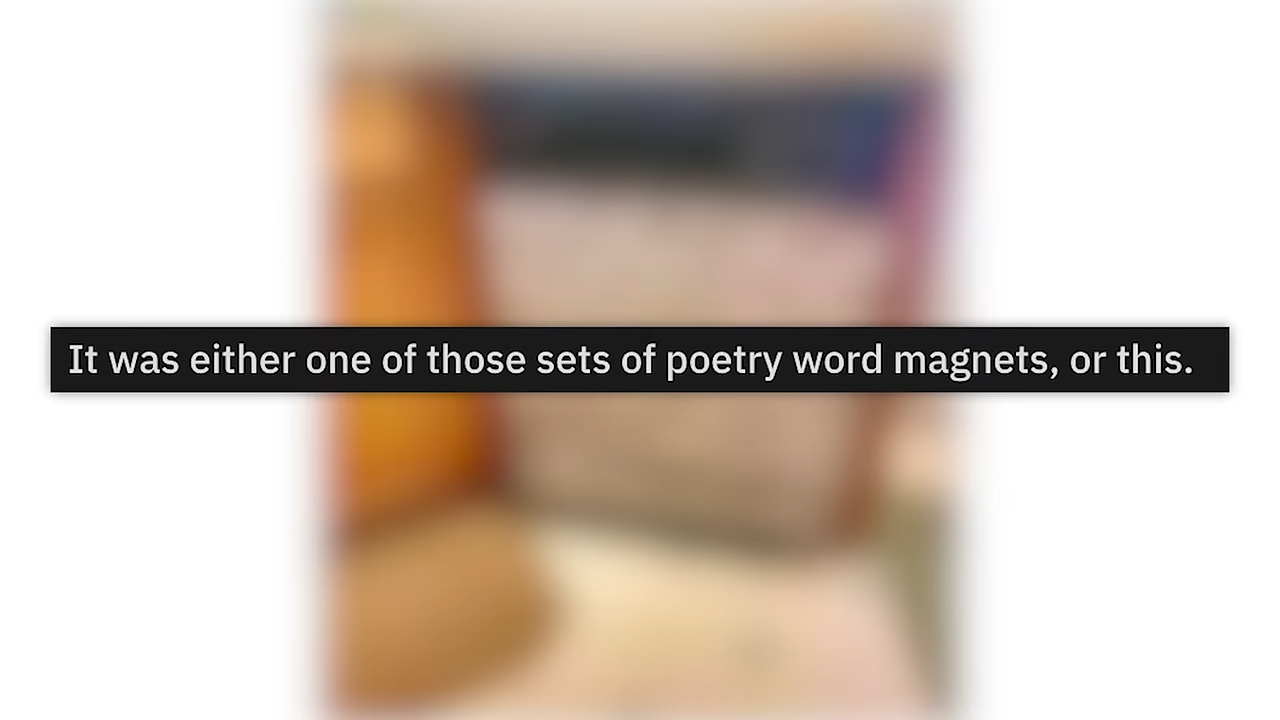 It was either one of those sets of poetry word magnets, or this.